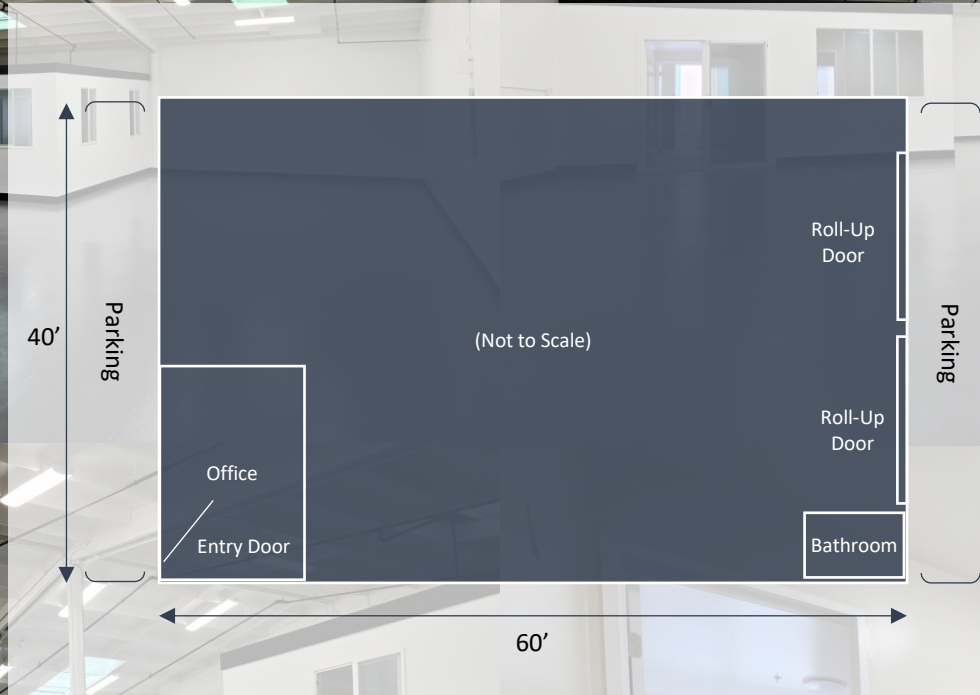 Roll-Up
Door
Parking
40’
Parking
(Not to Scale)
Roll-Up
Door
Office
Entry Door
Bathroom
60’